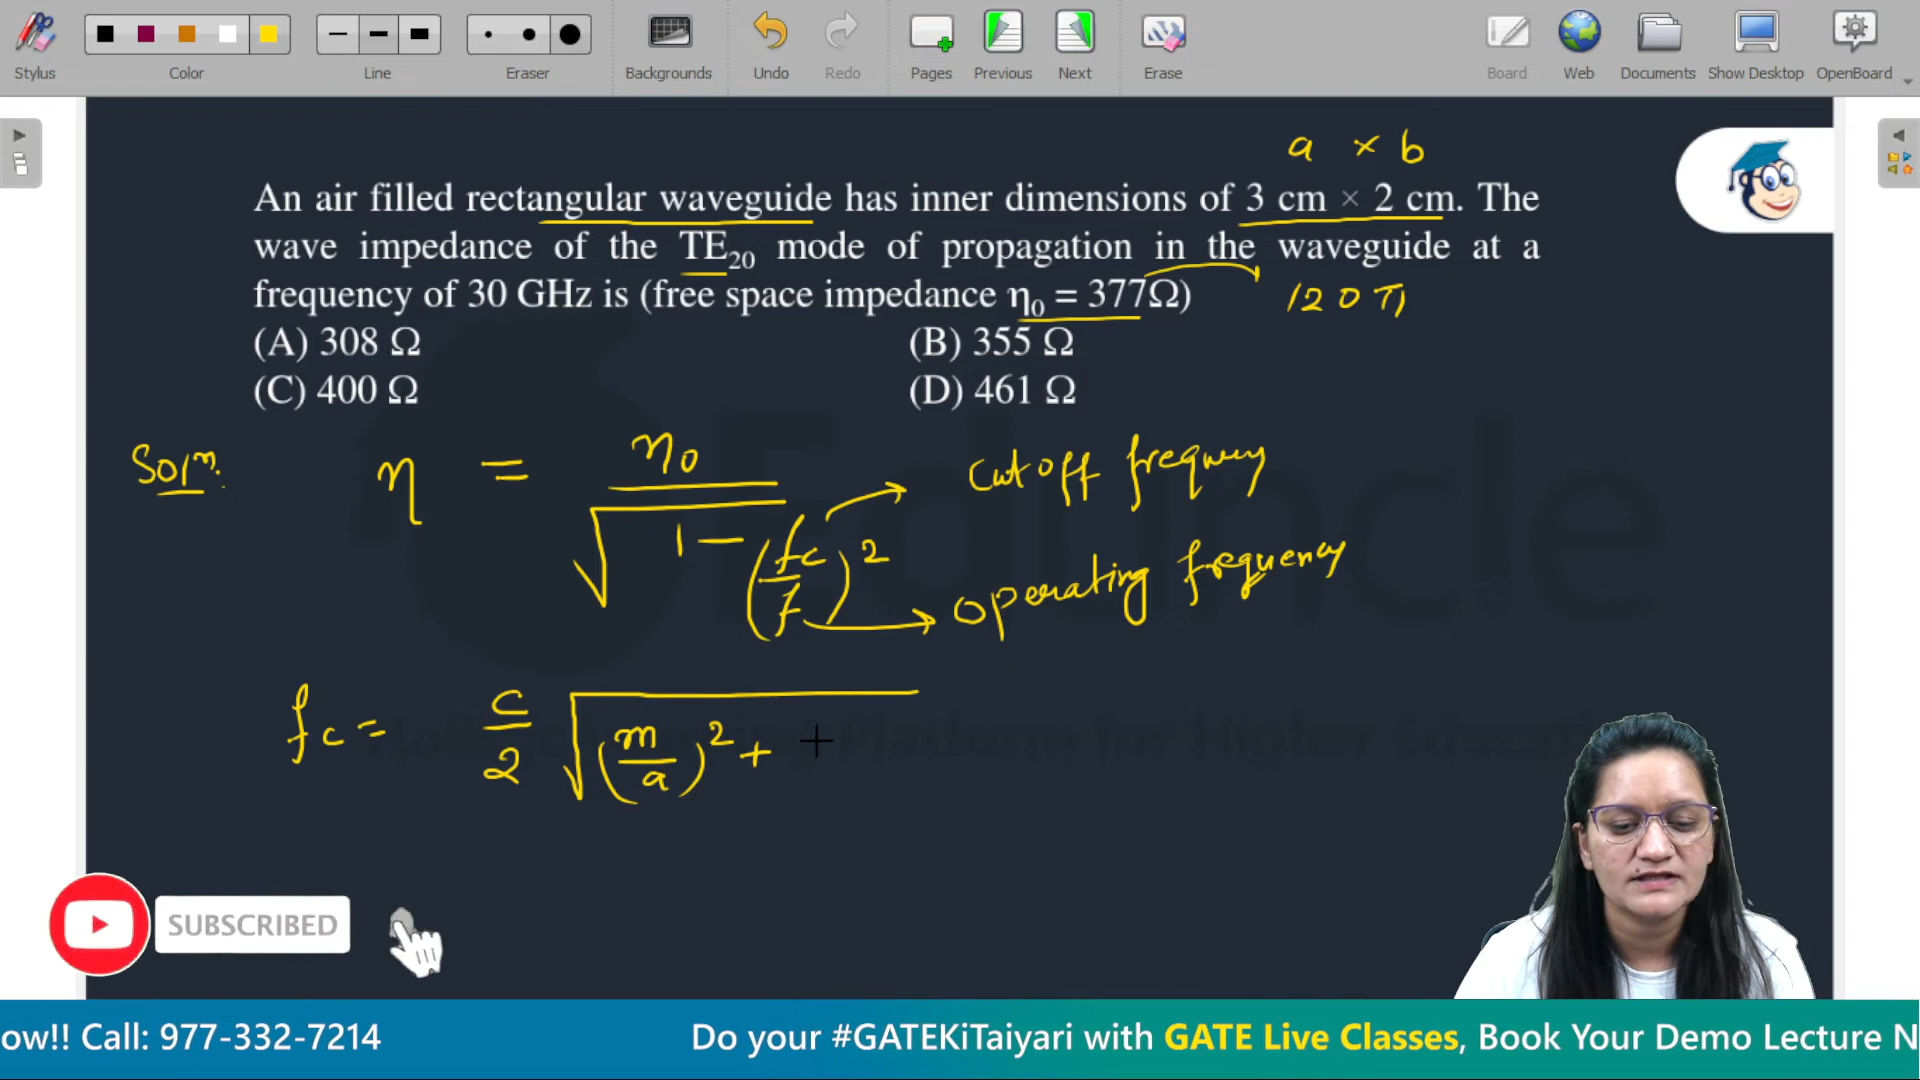 Stylus Color Line Eraser Backgrounds Undo Redo Pages Previous Next Erase Board Web Documents Show Desktop OpenBoard
a × b
An air filled rectangular waveguide has inner dimensions of 3 cm × 2 cm. The
wave impedance of the TE₂₀ mode of propagation in the waveguide at a
frequency of 30 GHz is (free space impedance η₀ = 377Ω)
120 π
(A) 308 Ω (B) 355 Ω
(C) 400 Ω (D) 461 Ω
Solⁿ. η = η₀ / √(1 − (fc/f)²)
Cutoff frequency
operating frequency
fc = c/2 √((m/a)² +
SUBSCRIBED
ow!! Call: 977-332-7214 Do your #GATEKiTaiyari with GATE Live Classes, Book Your Demo Lecture N